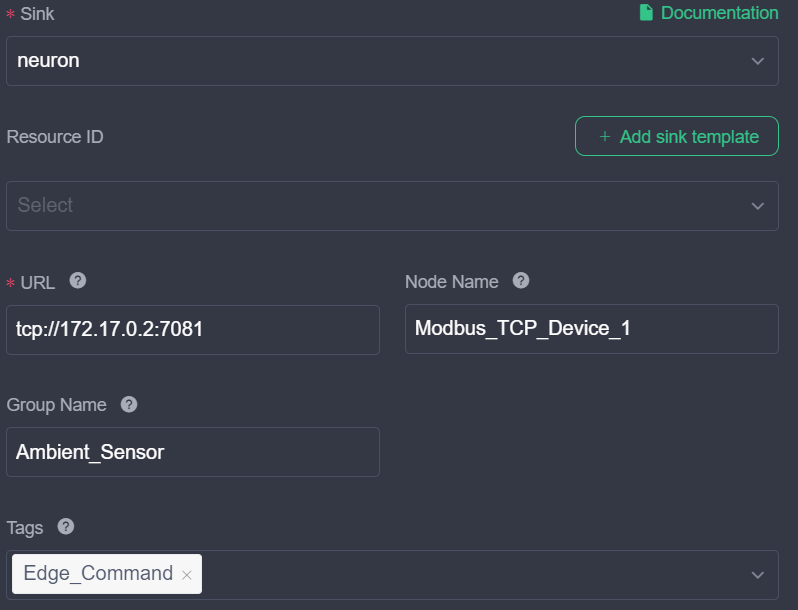 * Sink
Documentation
neuron
Resource ID
+ Add sink template
Select
* URL ?
Node Name ?
tcp://172.17.0.2:7081
Modbus_TCP_Device_1
Group Name ?
Ambient_Sensor
Tags ?
Edge_Command ×